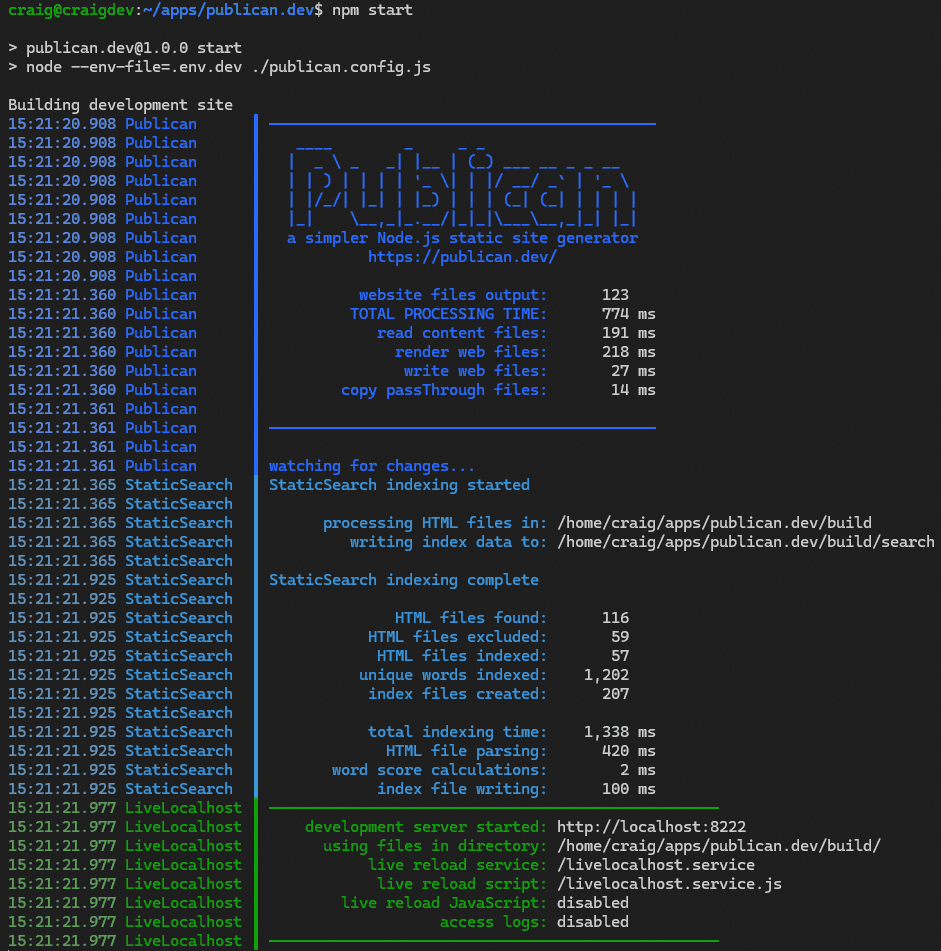 craig@craigdev:~/apps/publican.dev$ npm start

> publican.dev@1.0.0 start
> node --env-file=.env.dev ./publican.config.js

Building development site
15:21:20.908 Publican
15:21:20.908 Publican
15:21:20.908 Publican Publican
15:21:20.908 Publican
15:21:20.908 Publican
15:21:20.908 Publican
15:21:20.908 Publican a simpler Node.js static site generator
15:21:20.908 Publican https://publican.dev/
15:21:20.908 Publican
15:21:21.360 Publican website files output: 123
15:21:21.360 Publican TOTAL PROCESSING TIME: 774 ms
15:21:21.360 Publican read content files: 191 ms
15:21:21.360 Publican render web files: 218 ms
15:21:21.360 Publican write web files: 27 ms
15:21:21.360 Publican copy passThrough files: 14 ms
15:21:21.361 Publican
15:21:21.361 Publican
15:21:21.361 Publican
15:21:21.361 Publican watching for changes...
15:21:21.365 StaticSearch StaticSearch indexing started
15:21:21.365 StaticSearch
15:21:21.365 StaticSearch processing HTML files in: /home/craig/apps/publican.dev/build
15:21:21.365 StaticSearch writing index data to: /home/craig/apps/publican.dev/build/search
15:21:21.365 StaticSearch
15:21:21.925 StaticSearch StaticSearch indexing complete
15:21:21.925 StaticSearch
15:21:21.925 StaticSearch HTML files found: 116
15:21:21.925 StaticSearch HTML files excluded: 59
15:21:21.925 StaticSearch HTML files indexed: 57
15:21:21.925 StaticSearch unique words indexed: 1,202
15:21:21.925 StaticSearch index files created: 207
15:21:21.925 StaticSearch
15:21:21.925 StaticSearch total indexing time: 1,338 ms
15:21:21.925 StaticSearch HTML file parsing: 420 ms
15:21:21.925 StaticSearch word score calculations: 2 ms
15:21:21.925 StaticSearch index file writing: 100 ms
15:21:21.977 LiveLocalhost
15:21:21.977 LiveLocalhost development server started: http://localhost:8222
15:21:21.977 LiveLocalhost using files in directory: /home/craig/apps/publican.dev/build/
15:21:21.977 LiveLocalhost live reload service: /livelocalhost.service
15:21:21.977 LiveLocalhost live reload script: /livelocalhost.service.js
15:21:21.977 LiveLocalhost live reload JavaScript: disabled
15:21:21.977 LiveLocalhost access logs: disabled
15:21:21.977 LiveLocalhost